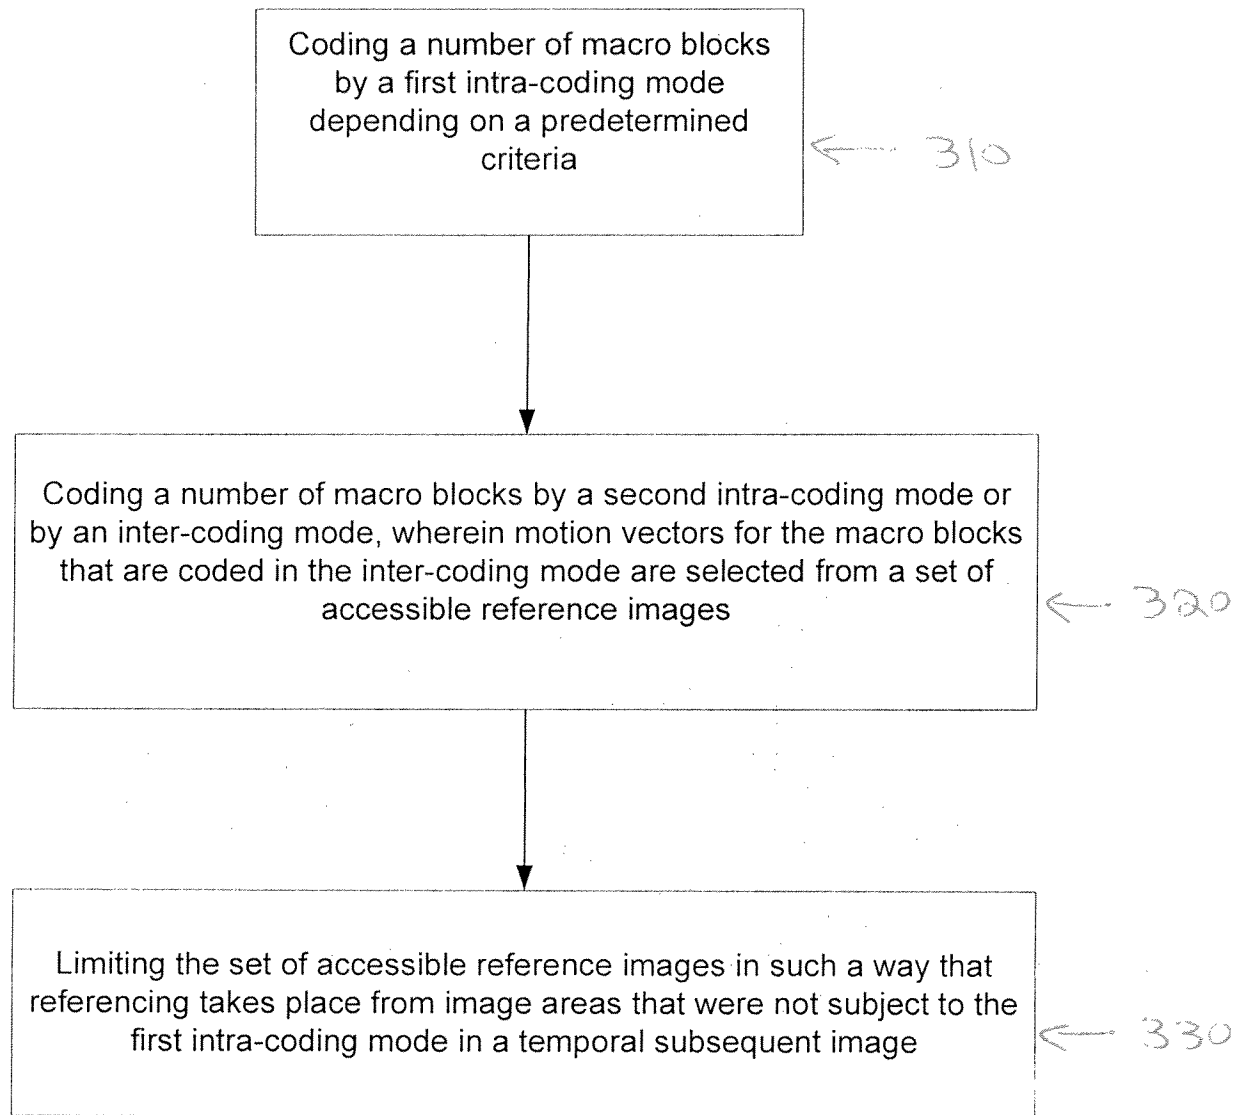 Coding a number of macro blocks
by a first intra-coding mode
depending on a predetermined
criteria
← 310
Coding a number of macro blocks by a second intra-coding mode or
by an inter-coding mode, wherein motion vectors for the macro blocks
that are coded in the inter-coding mode are selected from a set of
accessible reference images
← 320
Limiting the set of accessible reference images in such a way that
referencing takes place from image areas that were not subject to the
first intra-coding mode in a temporal subsequent image
← 330